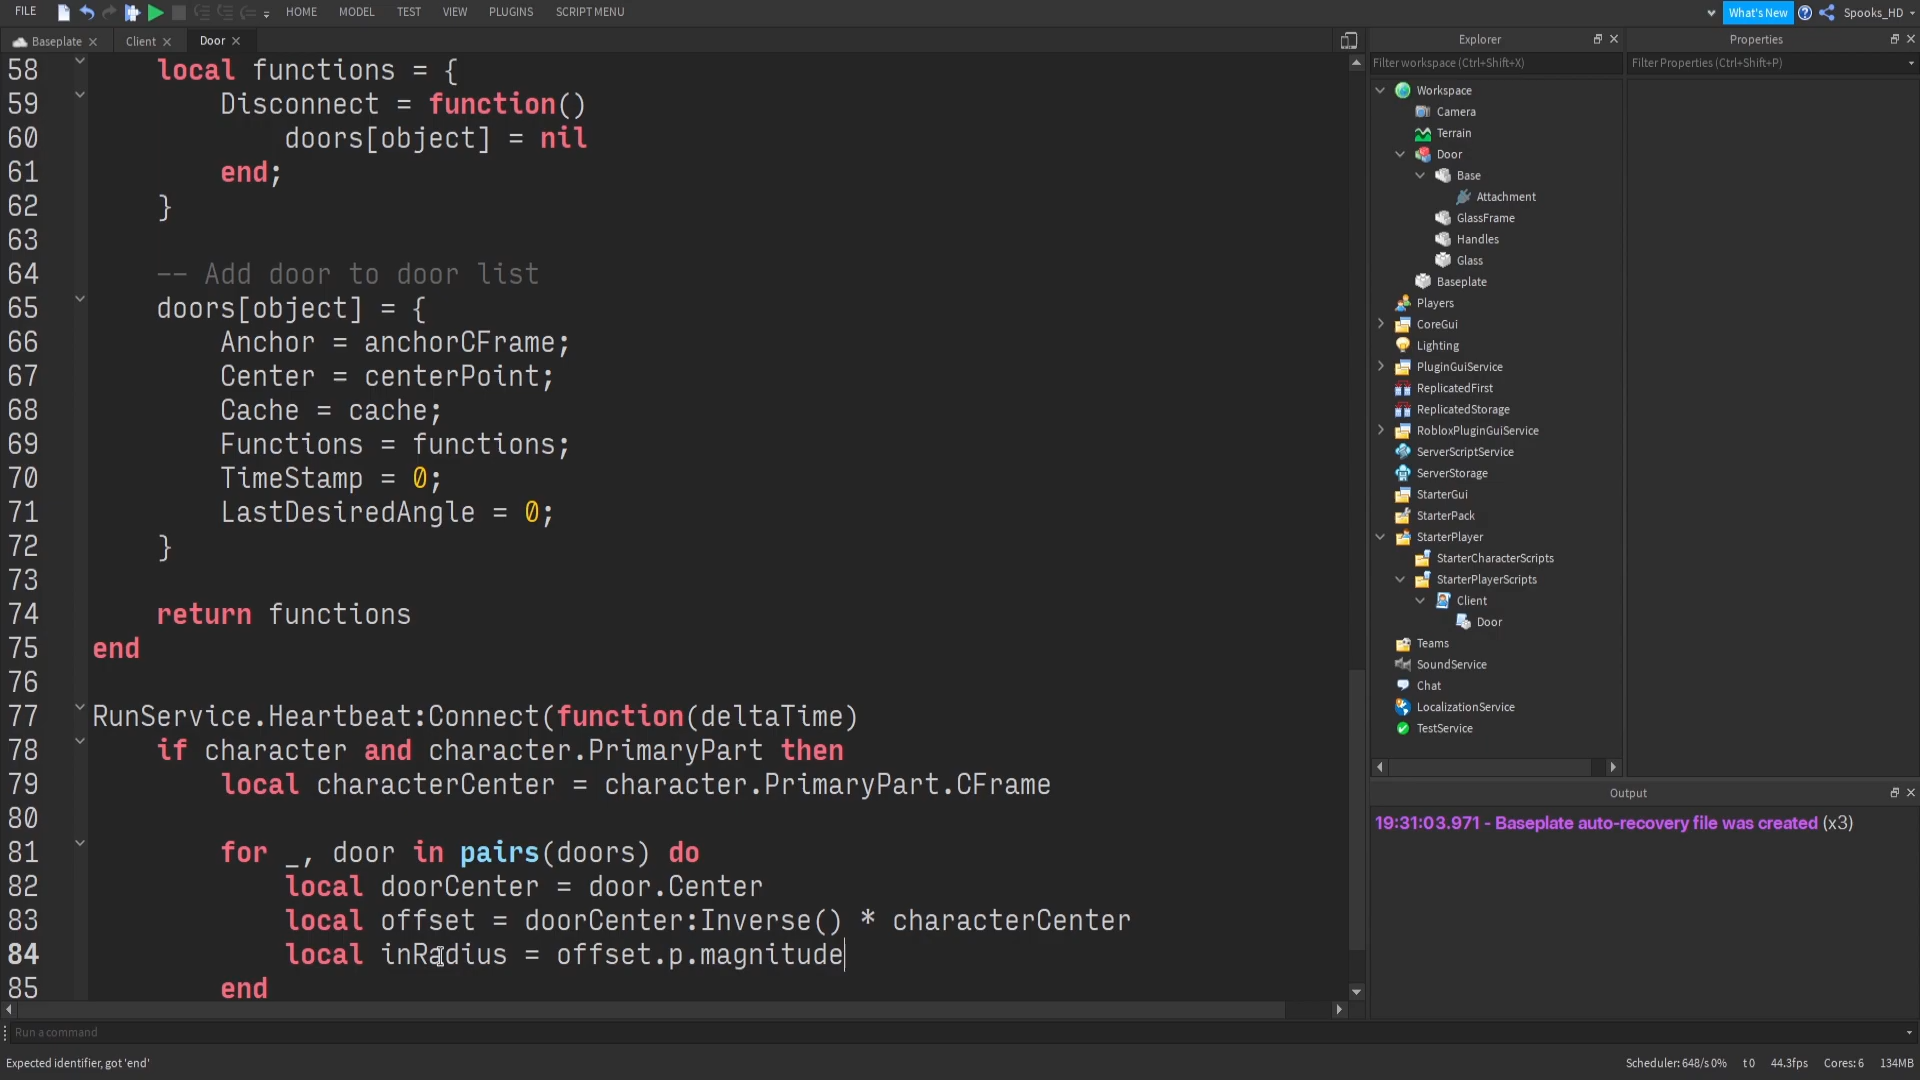 FILE
HOME
MODEL
TEST
VIEW
PLUGINS
SCRIPT MENU
What's New
Spooks_HD
Baseplate
Client
Door
58 local functions = {
59 Disconnect = function()
60 doors[object] = nil
61 end;
62 }
63
64 -- Add door to door list
65 doors[object] = {
66 Anchor = anchorCFrame;
67 Center = centerPoint;
68 Cache = cache;
69 Functions = functions;
70 TimeStamp = 0;
71 LastDesiredAngle = 0;
72 }
73
74 return functions
75 end
76
77 RunService.Heartbeat:Connect(function(deltaTime)
78 if character and character.PrimaryPart then
79 local characterCenter = character.PrimaryPart.CFrame
80
81 for _, door in pairs(doors) do
82 local doorCenter = door.Center
83 local offset = doorCenter:Inverse() * characterCenter
84 local inRadius = offset.p.magnitude
85 end
Run a command
Expected identifier, got 'end'
Explorer
Filter workspace (Ctrl+Shift+X)
Workspace
Camera
Terrain
Door
Base
Attachment
GlassFrame
Handles
Glass
Baseplate
Players
CoreGui
Lighting
PluginGuiService
ReplicatedFirst
ReplicatedStorage
RobloxPluginGuiService
ServerScriptService
ServerStorage
StarterGui
StarterPack
StarterPlayer
StarterCharacterScripts
StarterPlayerScripts
Client
Door
Teams
SoundService
Chat
LocalizationService
TestService
Properties
Filter Properties (Ctrl+Shift+P)
Output
19:31:03.971 - Baseplate auto-recovery file was created (x3)
Scheduler: 648/s 0% t 0 44.3fps Cores: 6 134MB